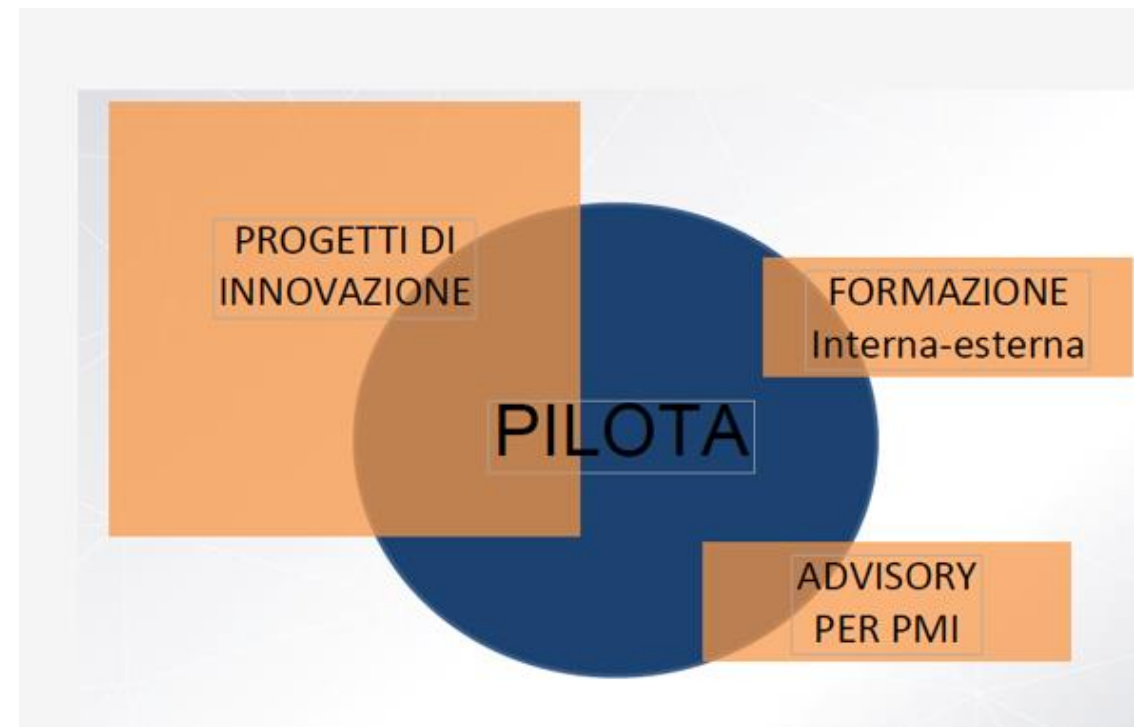 PROGETTI DI
INNOVAZIONE
FORMAZIONE
Interna-esterna
PILOTA
ADVISORY
PER PMI